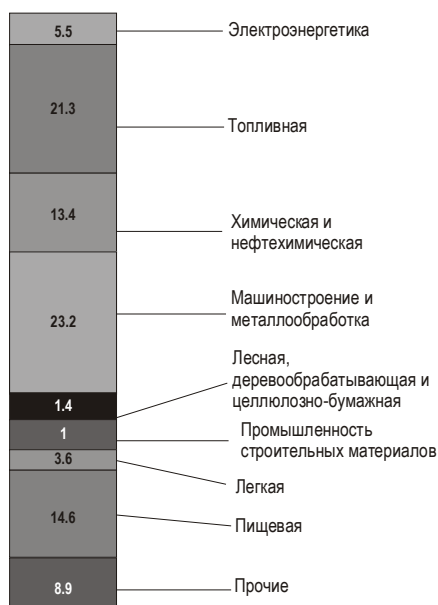 5.5
Электроэнергетика
21.3
Топливная
13.4
Химическая и
нефтехимическая
23.2
Машиностроение и
металлообработка
1.4
Лесная,
деревообрабатывающая и
целлюлозно-бумажная
1
Промышленность
строительных материалов
3.6
Легкая
14.6
Пищевая
8.9
Прочие